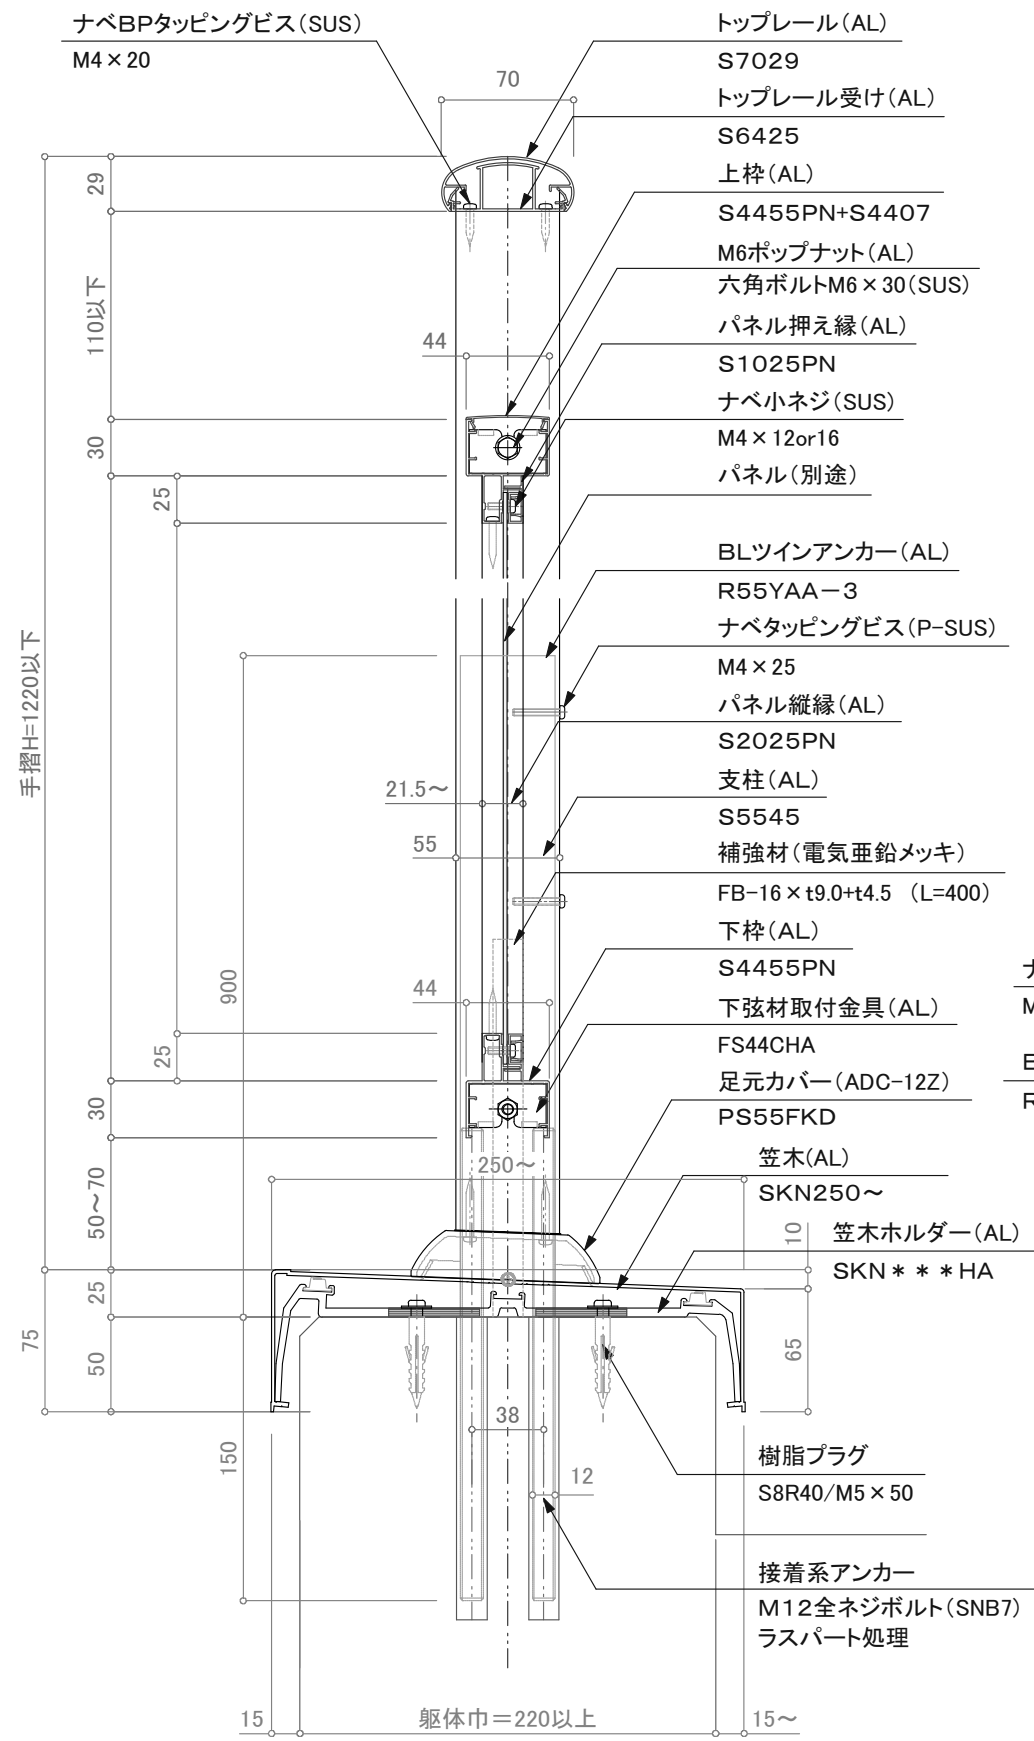 ナベBPタッピングビス(SUS)
M4×20
トップレール(AL)
S7029
トップレール受け(AL)
S6425
上枠(AL)
S4455PN+S4407
M6ポップナット(AL)
六角ボルトM6×30(SUS)
パネル押え縁(AL)
S1025PN
ナベ小ネジ(SUS)
M4×12or16
パネル(別途)
BLツインアンカー(AL)
R55YAA-3
ナベタッピングビス(P-SUS)
M4×25
パネル縦縁(AL)
S2025PN
支柱(AL)
S5545
補強材(電気亜鉛メッキ)
FB-16×t9.0+t4.5 (L=400)
下枠(AL)
S4455PN
下弦材取付金具(AL)
FS44CHA
足元カバー(ADC-12Z)
PS55FKD
笠木(AL)
SKN250~
笠木ホルダー(AL)
SKN***HA
樹脂プラグ
S8R40/M5×50
接着系アンカー
M12全ネジボルト(SNB7)
ラスパート処理
70
29
110以下
44
30
25
手摺H=1220以下
21.5~
55
900
44
25
30
250~
50~70
10
25
75
50
65
38
150
12
15
躯体巾=220以上
15~
M
R